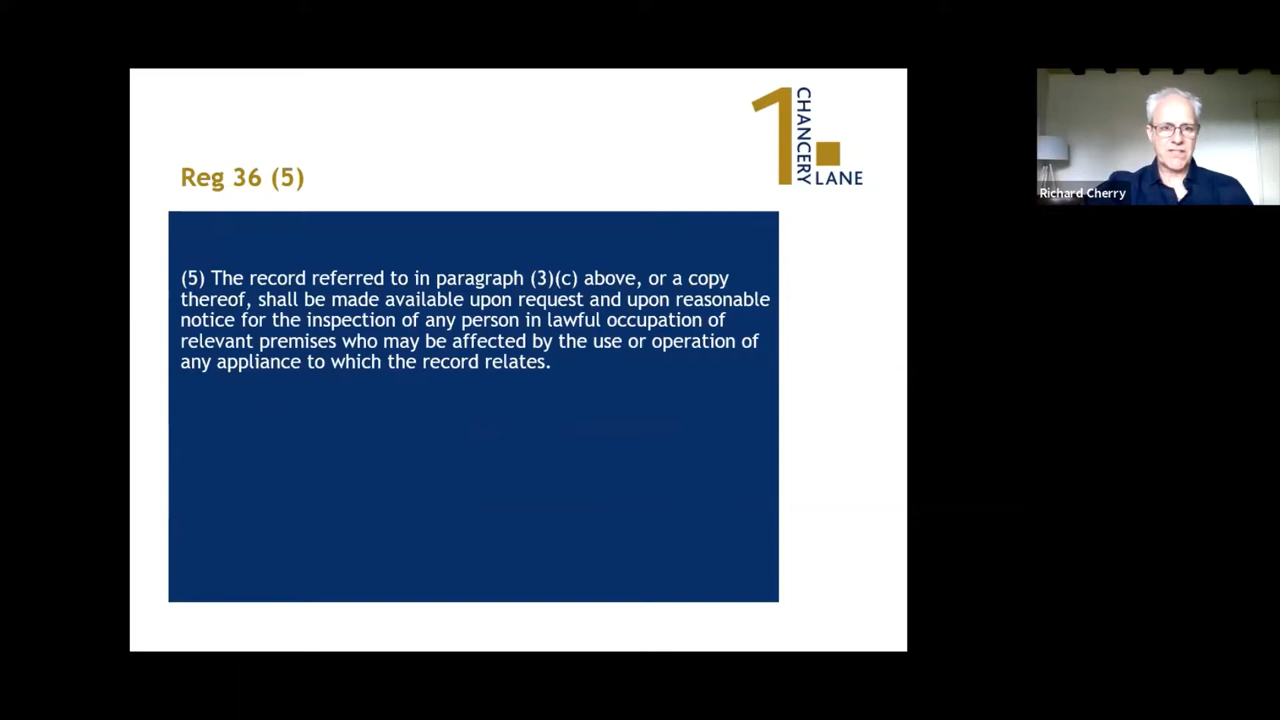 1 CHANCERY
LANE
Reg 36 (5)
(5) The record referred to in paragraph (3)(c) above, or a copy
thereof, shall be made available upon request and upon reasonable
notice for the inspection of any person in lawful occupation of
relevant premises who may be affected by the use or operation of
any appliance to which the record relates.
Richard Cherry